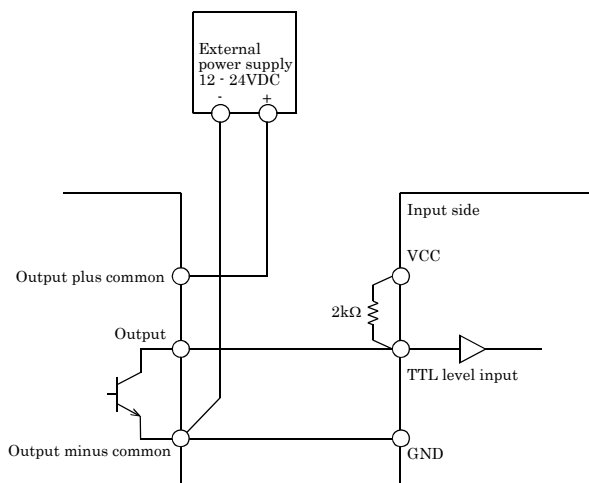 External
power supply
12 - 24VDC
- +
Input side
VCC
Output plus common
2kΩ
Output
TTL level input
Output minus common
GND